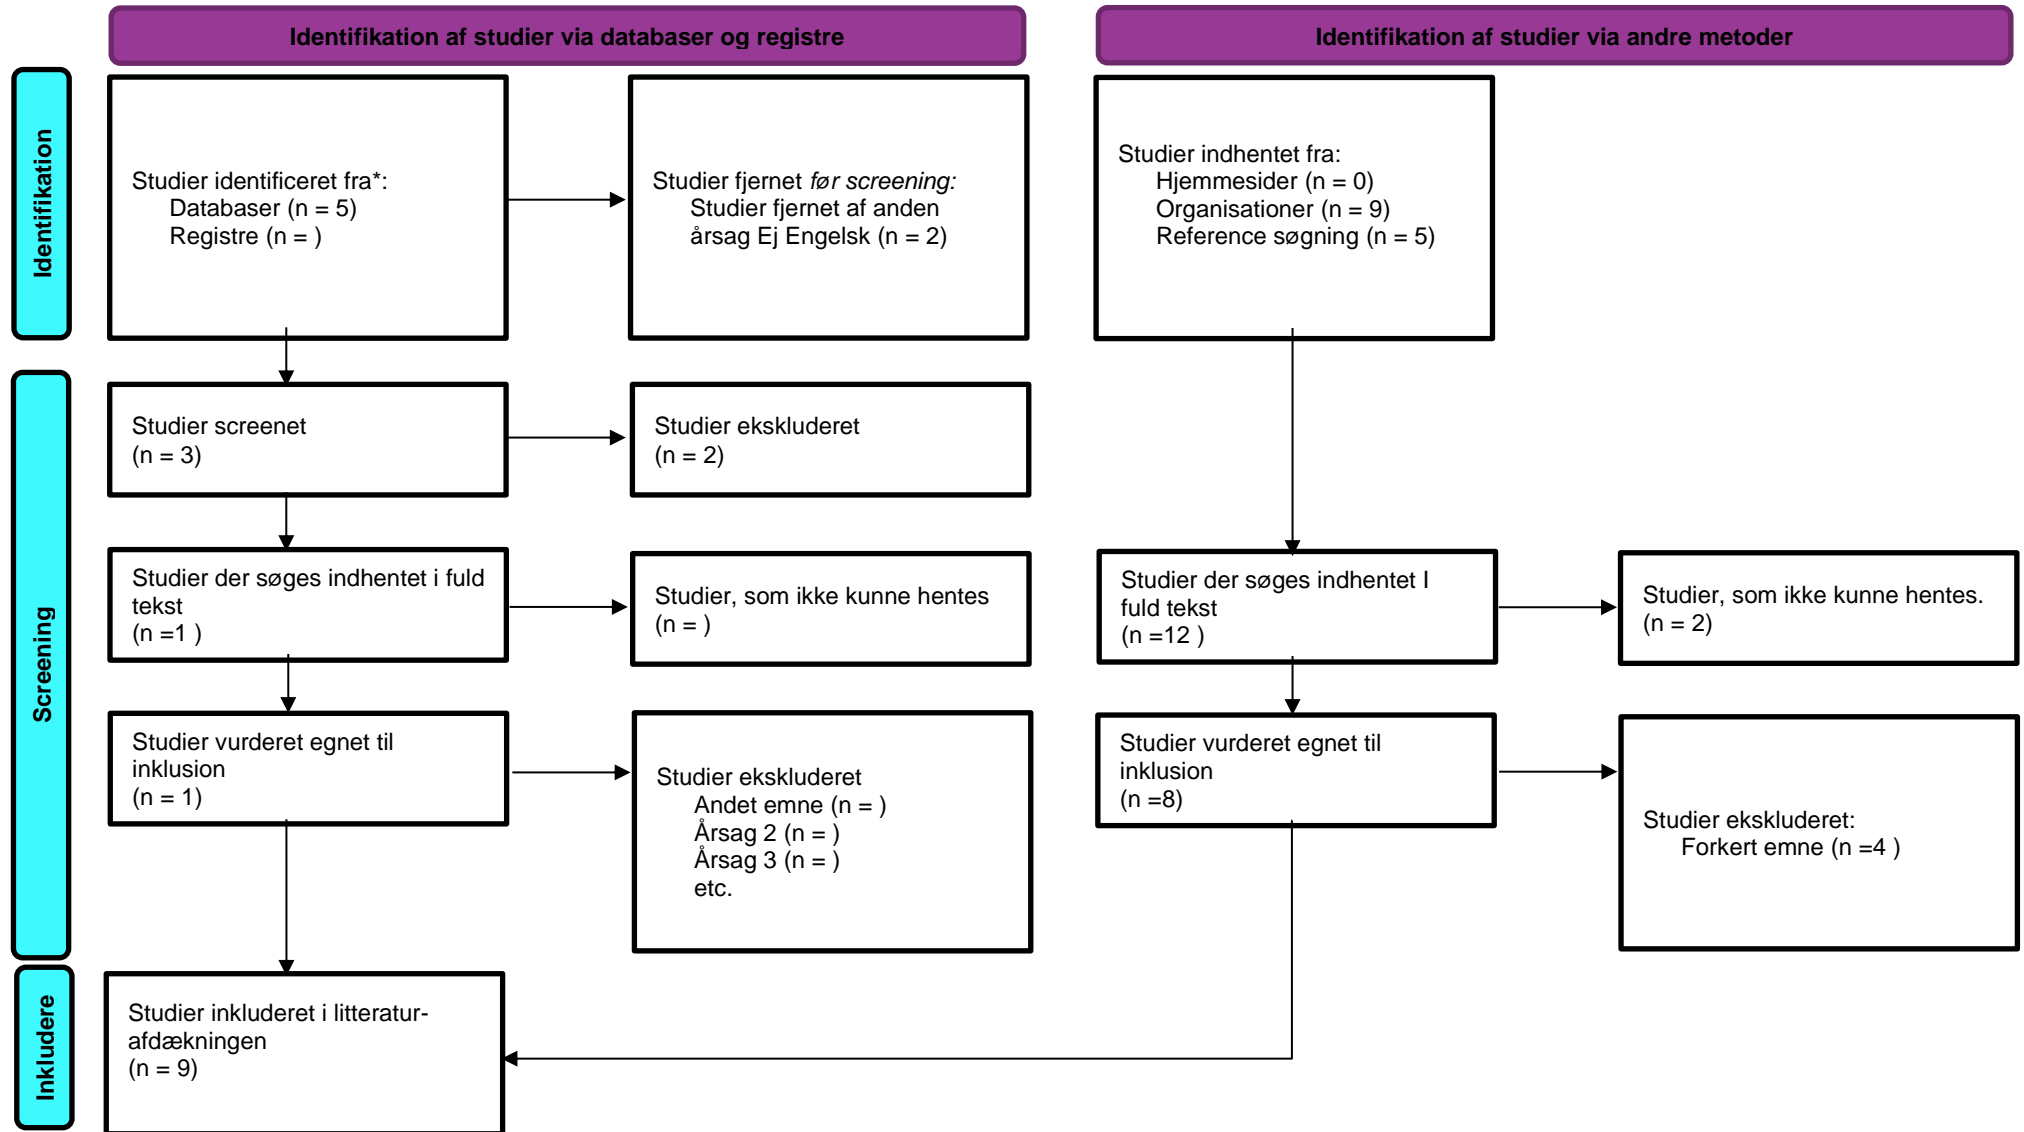 Identifikation af studier via databaser og registre
Identifikation af studier via andre metoder
Identifikation
Studier identificeret fra*:
Databaser (n = 5)
Registre (n = )
Studier fjernet før screening:
Studier fjernet af anden
årsag Ej Engelsk (n = 2)
Studier indhentet fra:
Hjemmesider (n = 0)
Organisationer (n = 9)
Reference søgning (n = 5)
Screening
Studier screenet
(n = 3)
Studier ekskluderet
(n = 2)
Studier der søges indhentet i fuld
tekst
(n =1 )
Studier, som ikke kunne hentes
(n = )
Studier der søges indhentet I
fuld tekst
(n =12 )
Studier, som ikke kunne hentes.
(n = 2)
Studier vurderet egnet til
inklusion
(n = 1)
Studier ekskluderet
Andet emne (n = )
Årsag 2 (n = )
Årsag 3 (n = )
etc.
Studier vurderet egnet til
inklusion
(n =8)
Studier ekskluderet:
Forkert emne (n =4 )
Inkludere
Studier inkluderet i litteratur-
afdækningen
(n = 9)